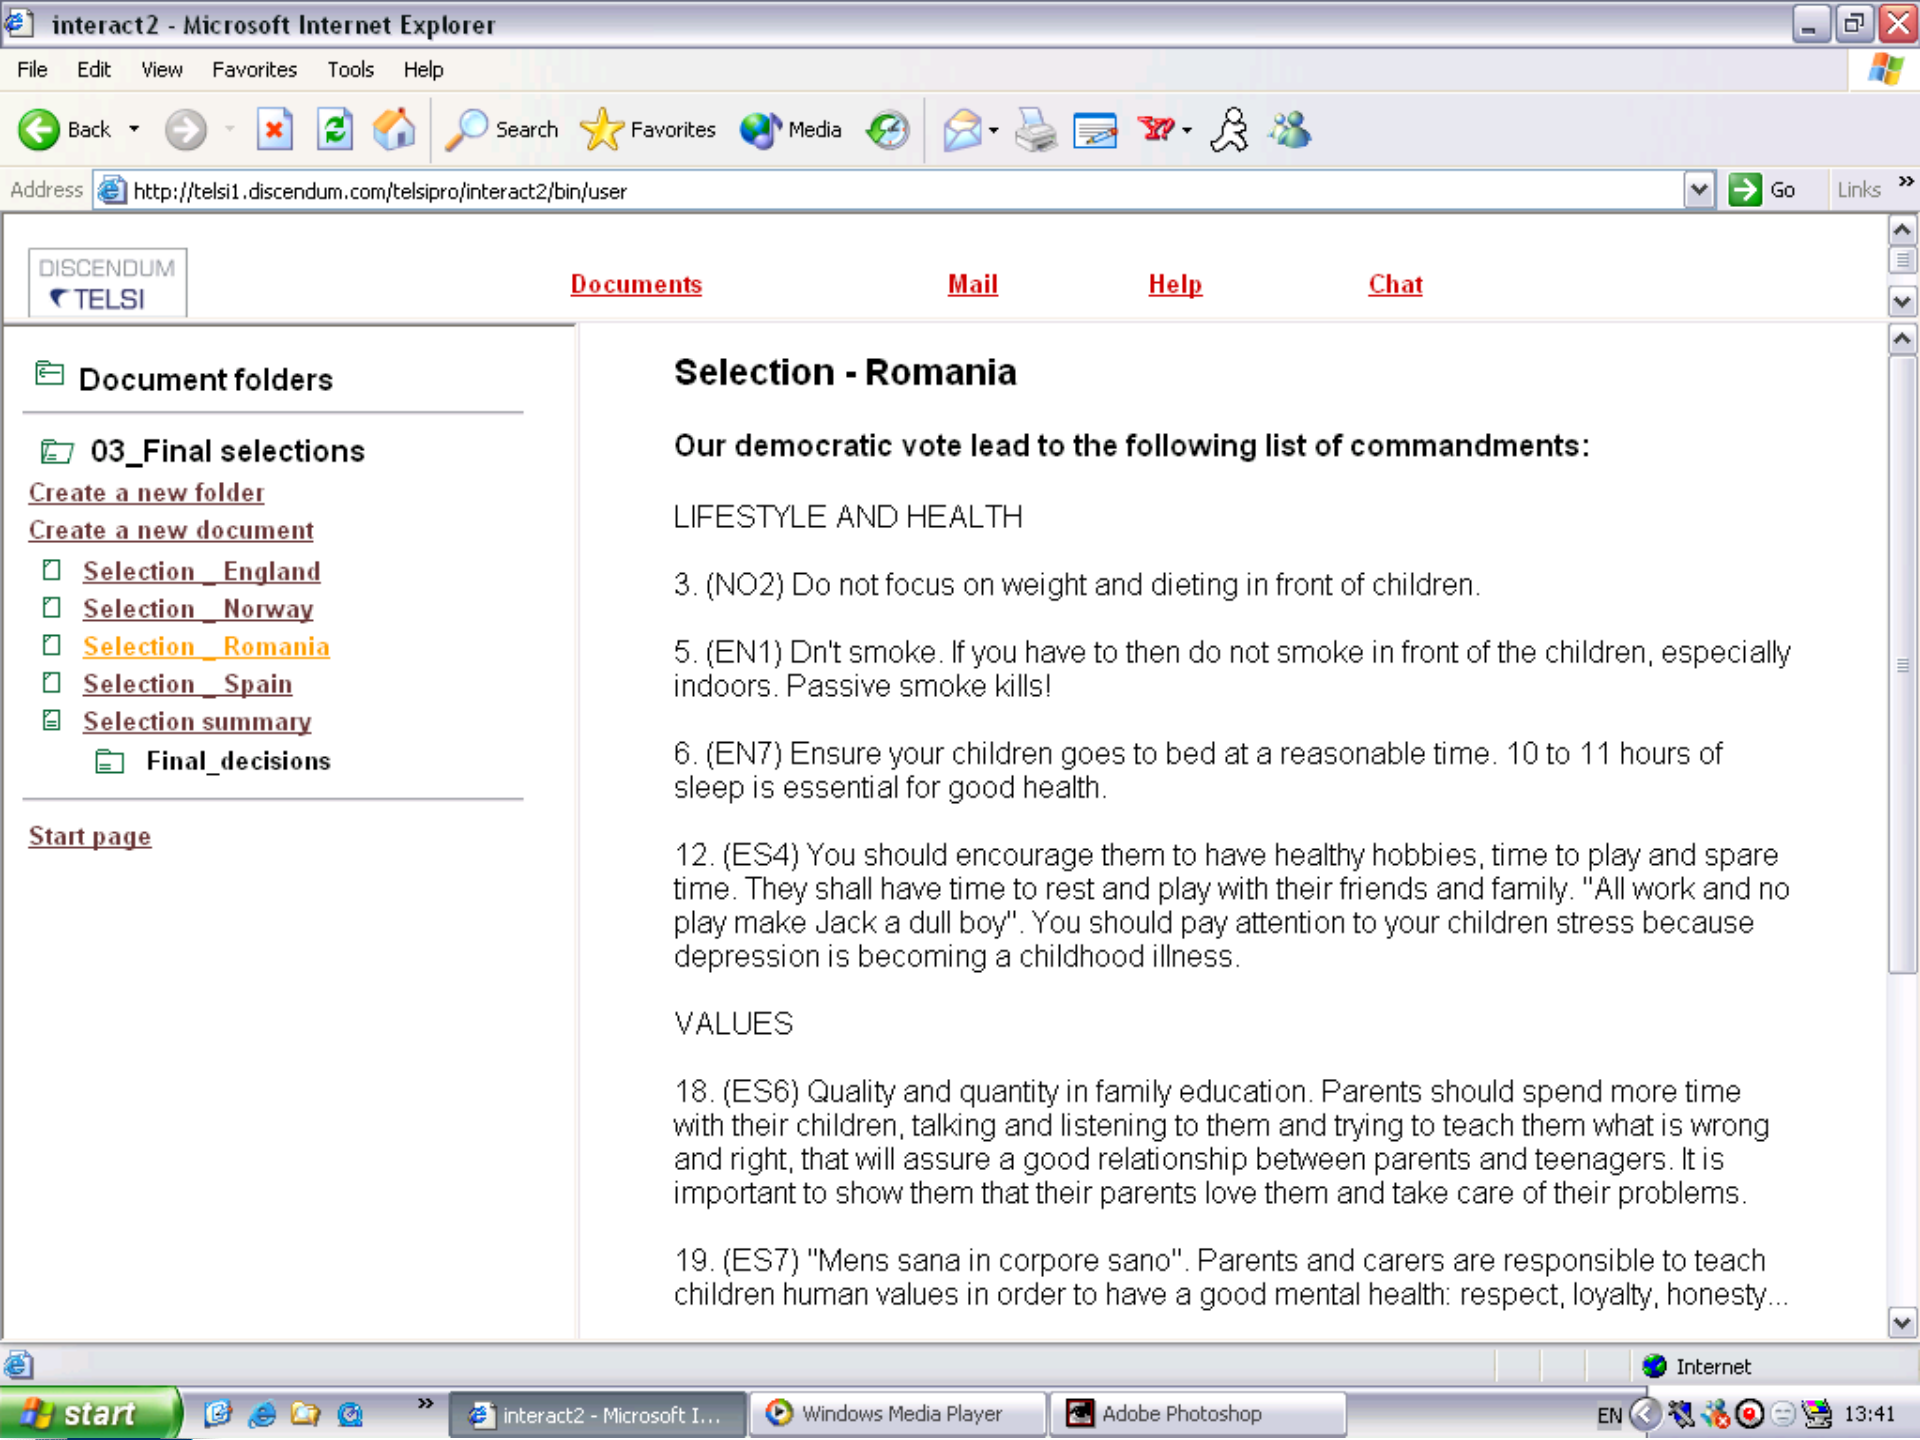 interact2 - Microsoft Internet Explorer
File Edit View Favorites Tools Help
Back Search Favorites Media
Address http://telsi1.discendum.com/telsipro/interact2/bin/user Go Links »
DISCENDUM
TELSI
Documents Mail Help Chat
Document folders
03_Final selections
Create a new folder
Create a new document
Selection _ England
Selection _ Norway
Selection _ Romania
Selection _ Spain
Selection summary
Final_decisions
Start page
Selection - Romania
Our democratic vote lead to the following list of commandments:
LIFESTYLE AND HEALTH
3. (NO2) Do not focus on weight and dieting in front of children.
5. (EN1) Dn't smoke. If you have to then do not smoke in front of the children, especially
indoors. Passive smoke kills!
6. (EN7) Ensure your children goes to bed at a reasonable time. 10 to 11 hours of
sleep is essential for good health.
12. (ES4) You should encourage them to have healthy hobbies, time to play and spare
time. They shall have time to rest and play with their friends and family. "All work and no
play make Jack a dull boy". You should pay attention to your children stress because
depression is becoming a childhood illness.
VALUES
18. (ES6) Quality and quantity in family education. Parents should spend more time
with their children, talking and listening to them and trying to teach them what is wrong
and right, that will assure a good relationship between parents and teenagers. It is
important to show them that their parents love them and take care of their problems.
19. (ES7) "Mens sana in corpore sano". Parents and carers are responsible to teach
children human values in order to have a good mental health: respect, loyalty, honesty...
Internet
start » interact2 - Microsoft I... Windows Media Player Adobe Photoshop EN 13:41